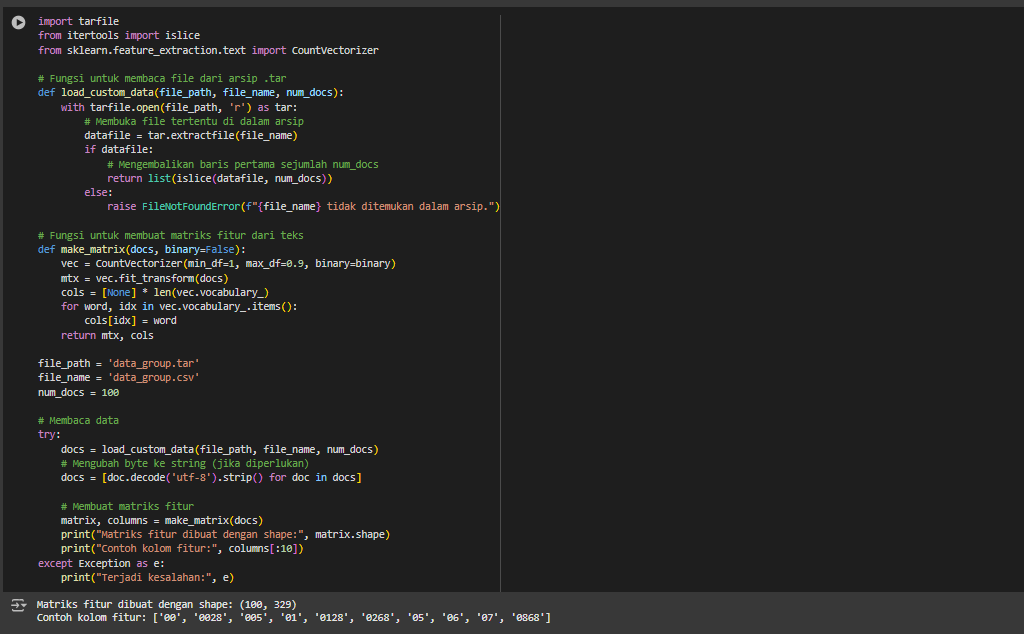 import tarfile
from itertools import islice
from sklearn.feature_extraction.text import CountVectorizer

# Fungsi untuk membaca file dari arsip .tar
def load_custom_data(file_path, file_name, num_docs):
    with tarfile.open(file_path, 'r') as tar:
        # Membuka file tertentu di dalam arsip
        datafile = tar.extractfile(file_name)
        if datafile:
            # Mengembalikan baris pertama sejumlah num_docs
            return list(islice(datafile, num_docs))
        else:
            raise FileNotFoundError(f"{file_name} tidak ditemukan dalam arsip.")

# Fungsi untuk membuat matriks fitur dari teks
def make_matrix(docs, binary=False):
    vec = CountVectorizer(min_df=1, max_df=0.9, binary=binary)
    mtx = vec.fit_transform(docs)
    cols = [None] * len(vec.vocabulary_)
    for word, idx in vec.vocabulary_.items():
        cols[idx] = word
    return mtx, cols

file_path = 'data_group.tar'
file_name = 'data_group.csv'
num_docs = 100

# Membaca data
try:
    docs = load_custom_data(file_path, file_name, num_docs)
    # Mengubah byte ke string (jika diperlukan)
    docs = [doc.decode('utf-8').strip() for doc in docs]

    # Membuat matriks fitur
    matrix, columns = make_matrix(docs)
    print("Matriks fitur dibuat dengan shape:", matrix.shape)
    print("Contoh kolom fitur:", columns[:10])
except Exception as e:
    print("Terjadi kesalahan:", e)
Matriks fitur dibuat dengan shape: (100, 329)
Contoh kolom fitur: ['00', '0028', '005', '01', '0128', '0268', '05', '06', '07', '0868']